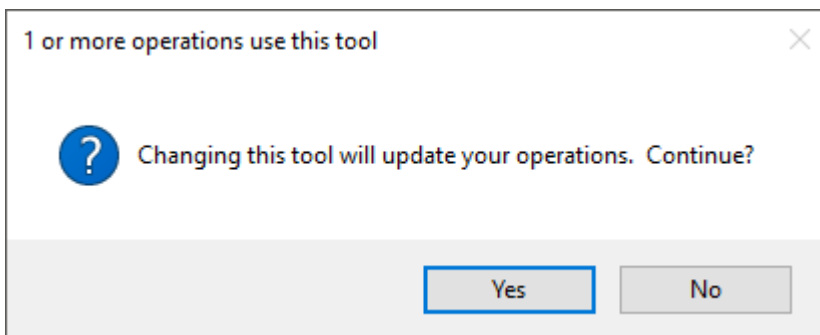 1 or more operations use this tool
Changing this tool will update your operations.  Continue?
Yes
No